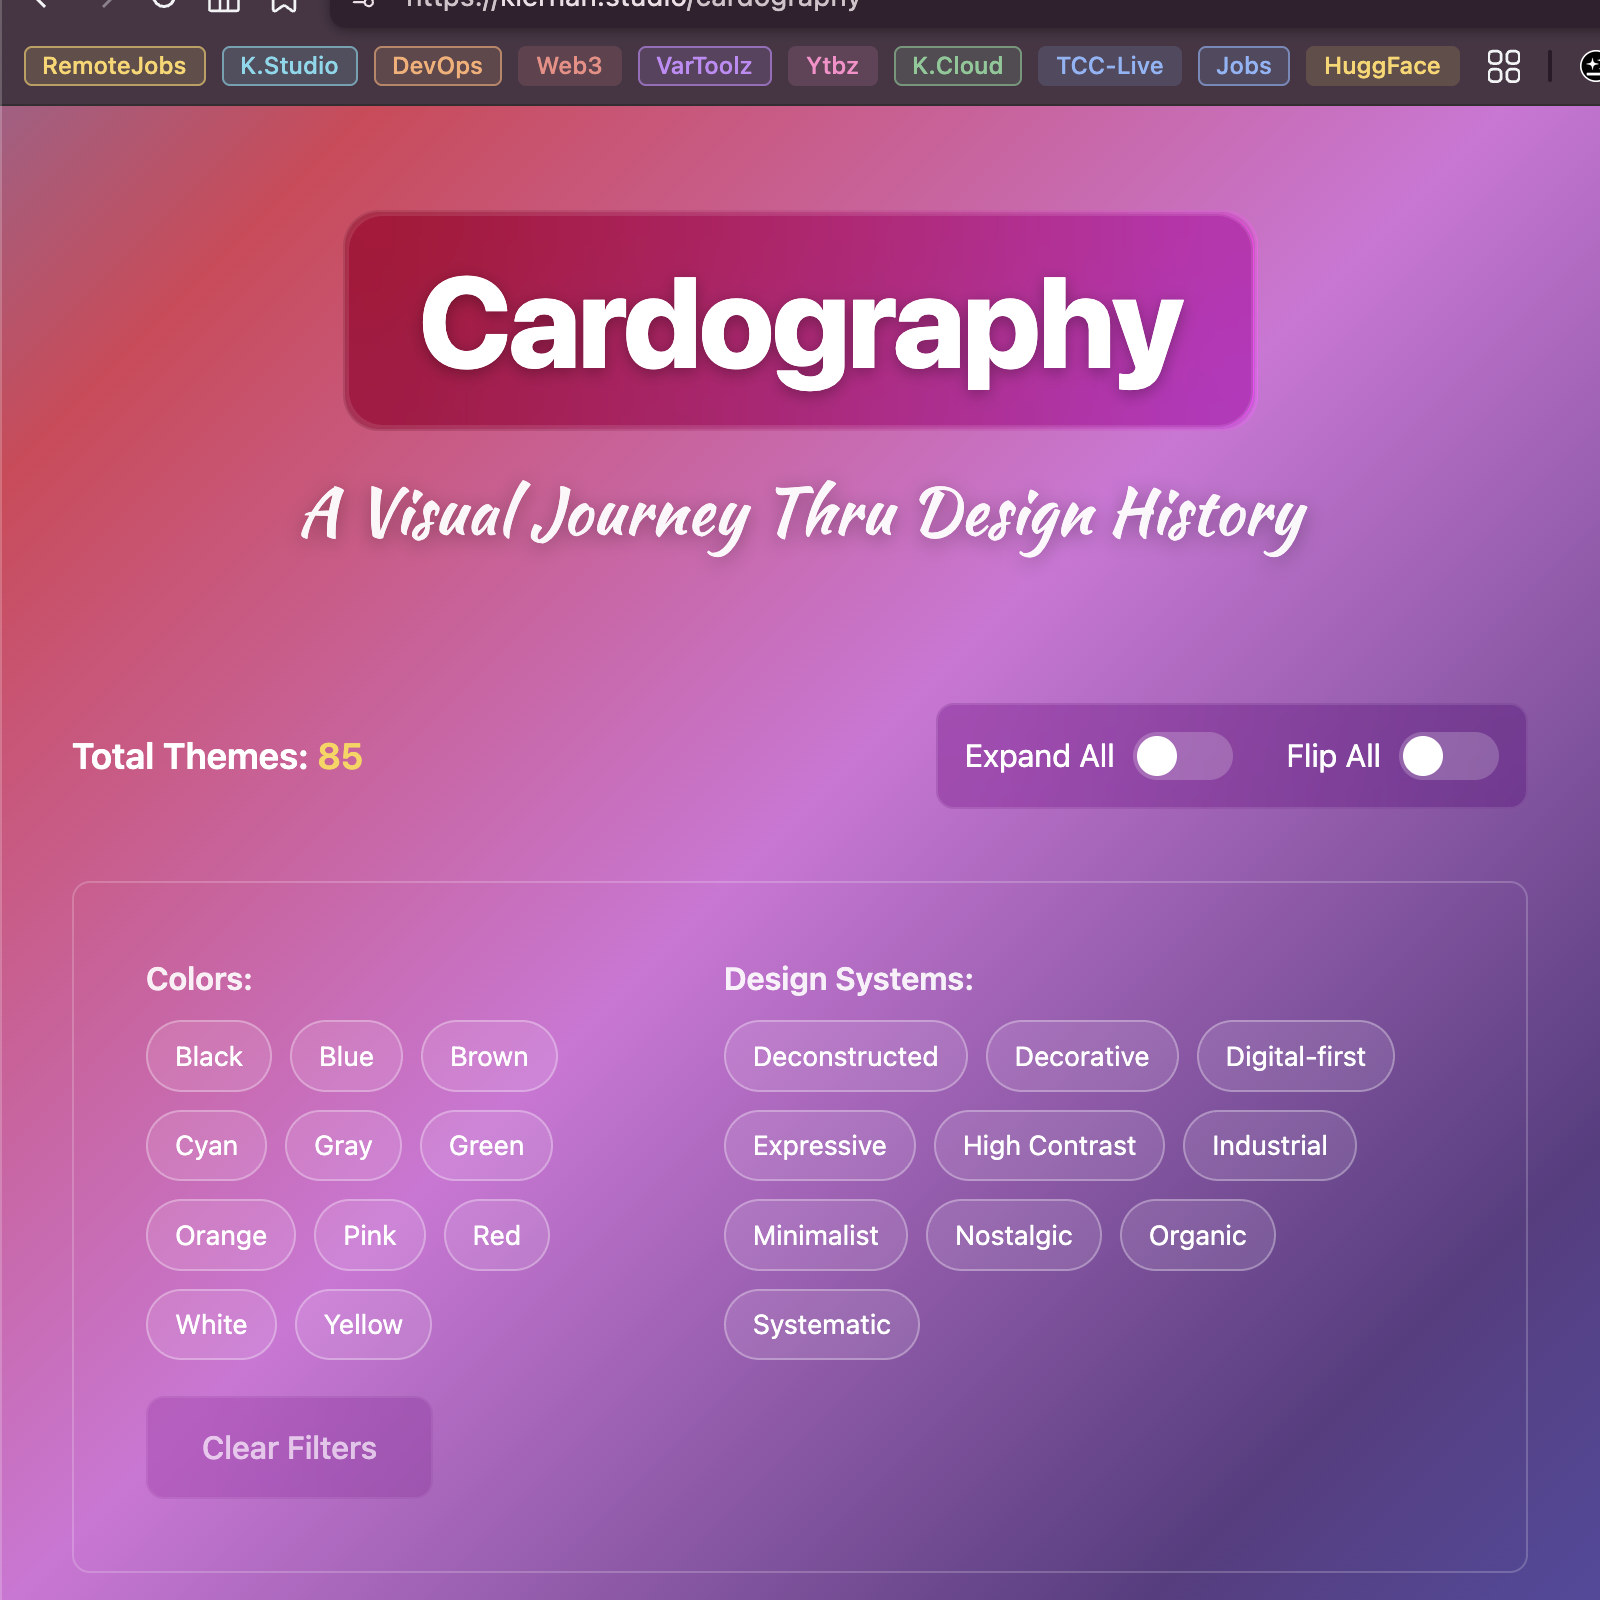 https://kiernan.studio/cardography
RemoteJobs K.Studio DevOps Web3 VarToolz Ytbz K.Cloud TCC-Live Jobs HuggFace
Cardography
A Visual Journey Thru Design History
Total Themes: 85
Expand All Flip All
Colors:
Black Blue Brown
Cyan Gray Green
Orange Pink Red
White Yellow
Clear Filters
Design Systems:
Deconstructed Decorative Digital-first
Expressive High Contrast Industrial
Minimalist Nostalgic Organic
Systematic